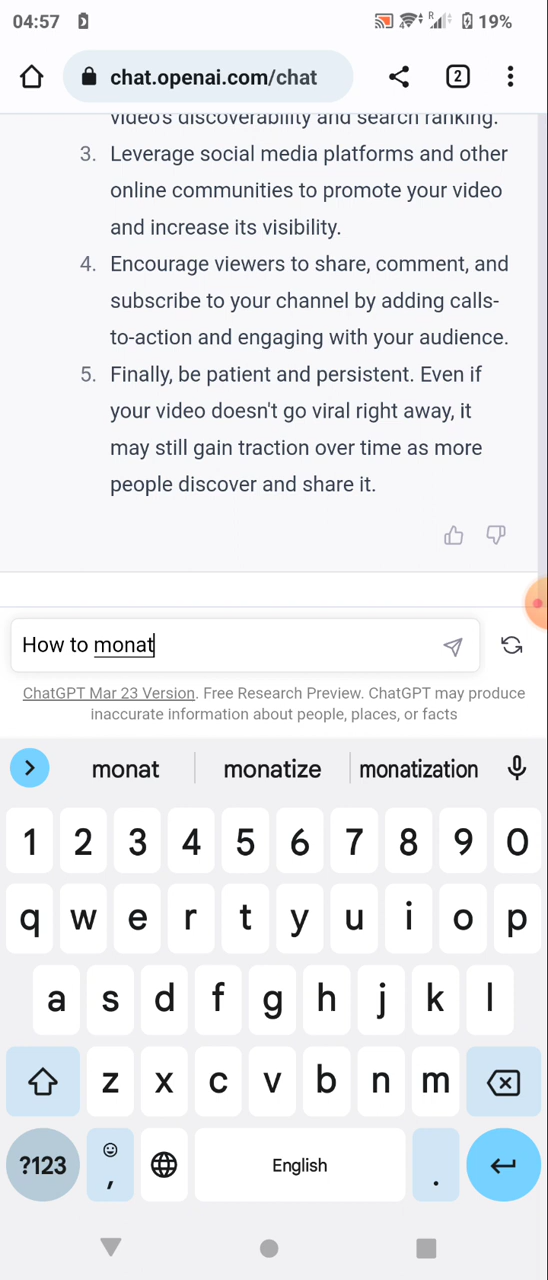 04:57
R
19%
chat.openai.com/chat
2
video's discoverability and search ranking.
3. Leverage social media platforms and other
online communities to promote your video
and increase its visibility.
4. Encourage viewers to share, comment, and
subscribe to your channel by adding calls-
to-action and engaging with your audience.
5. Finally, be patient and persistent. Even if
your video doesn't go viral right away, it
may still gain traction over time as more
people discover and share it.
How to monat
ChatGPT Mar 23 Version. Free Research Preview. ChatGPT may produce
inaccurate information about people, places, or facts
monat monatize monatization
1 2 3 4 5 6 7 8 9 0
q w e r t y u i o p
a s d f g h j k l
z x c v b n m
?123 , English .